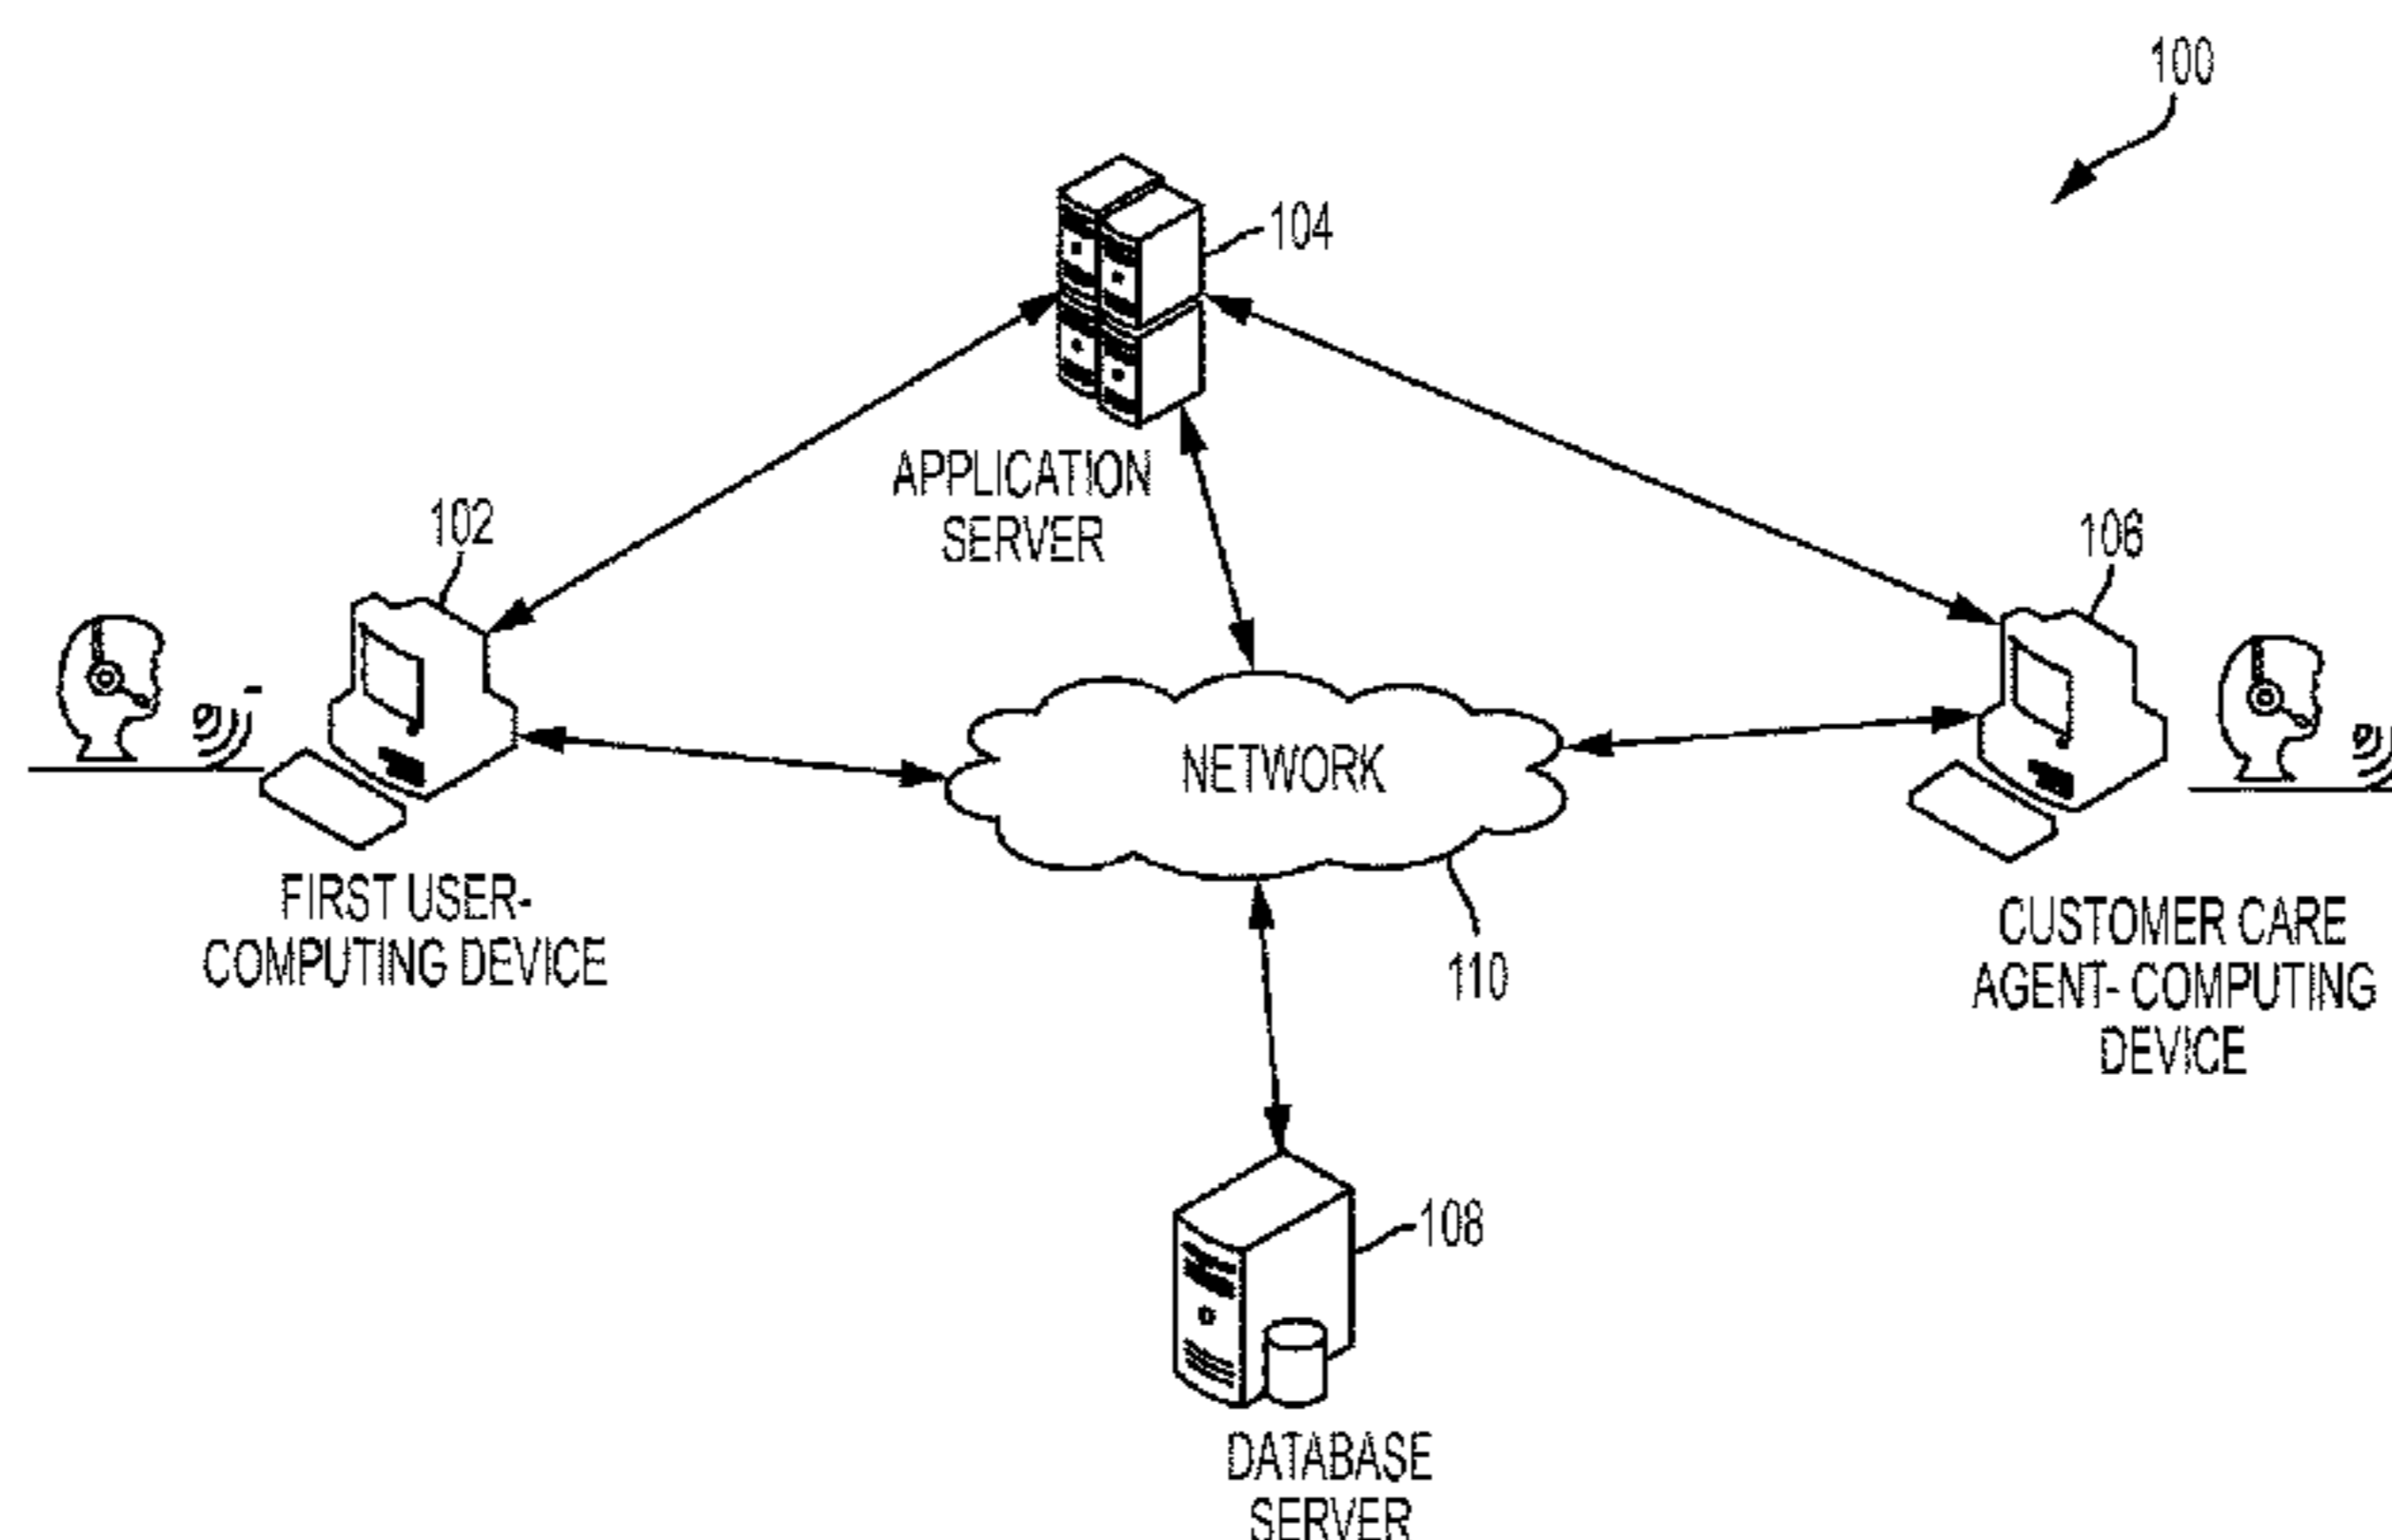 100
104
APPLICATION
SERVER
102
106
NETWORK
FIRST USER-
COMPUTING DEVICE
110
CUSTOMER CARE
AGENT- COMPUTING
DEVICE
108
DATABASE
SERVER